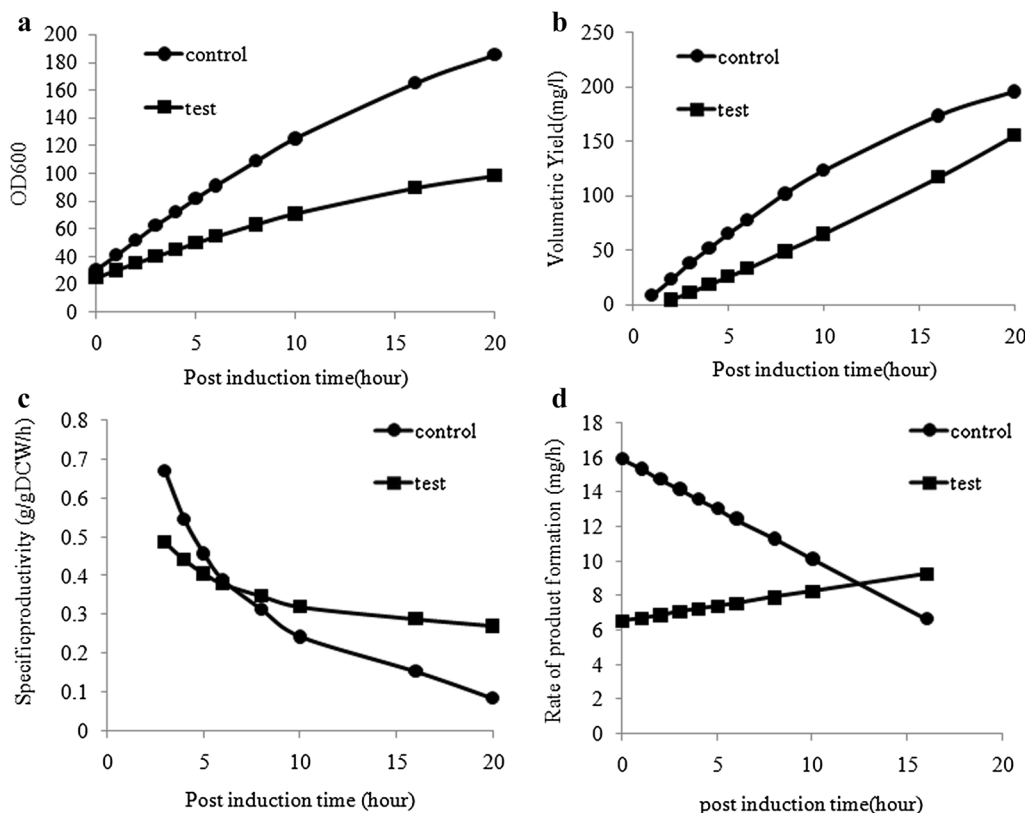 a
200
180
160
140
120
100
80
60
40
20
0
OD600
control
test
0 5 10 15 20
Post induction time(hour)
b
250
200
150
100
50
0
Volumetric Yield(mg/l)
control
test
0 5 10 15 20
Post induction time(hour)
c
0.8
0.7
0.6
0.5
0.4
0.3
0.2
0.1
0
Specificproductivity (g/gDCW/h)
control
test
0 5 10 15 20
Post induction time (hour)
d
18
16
14
12
10
8
6
4
2
0
Rate of product formation (mg/h)
control
test
0 5 10 15 20
post induction time(hour)